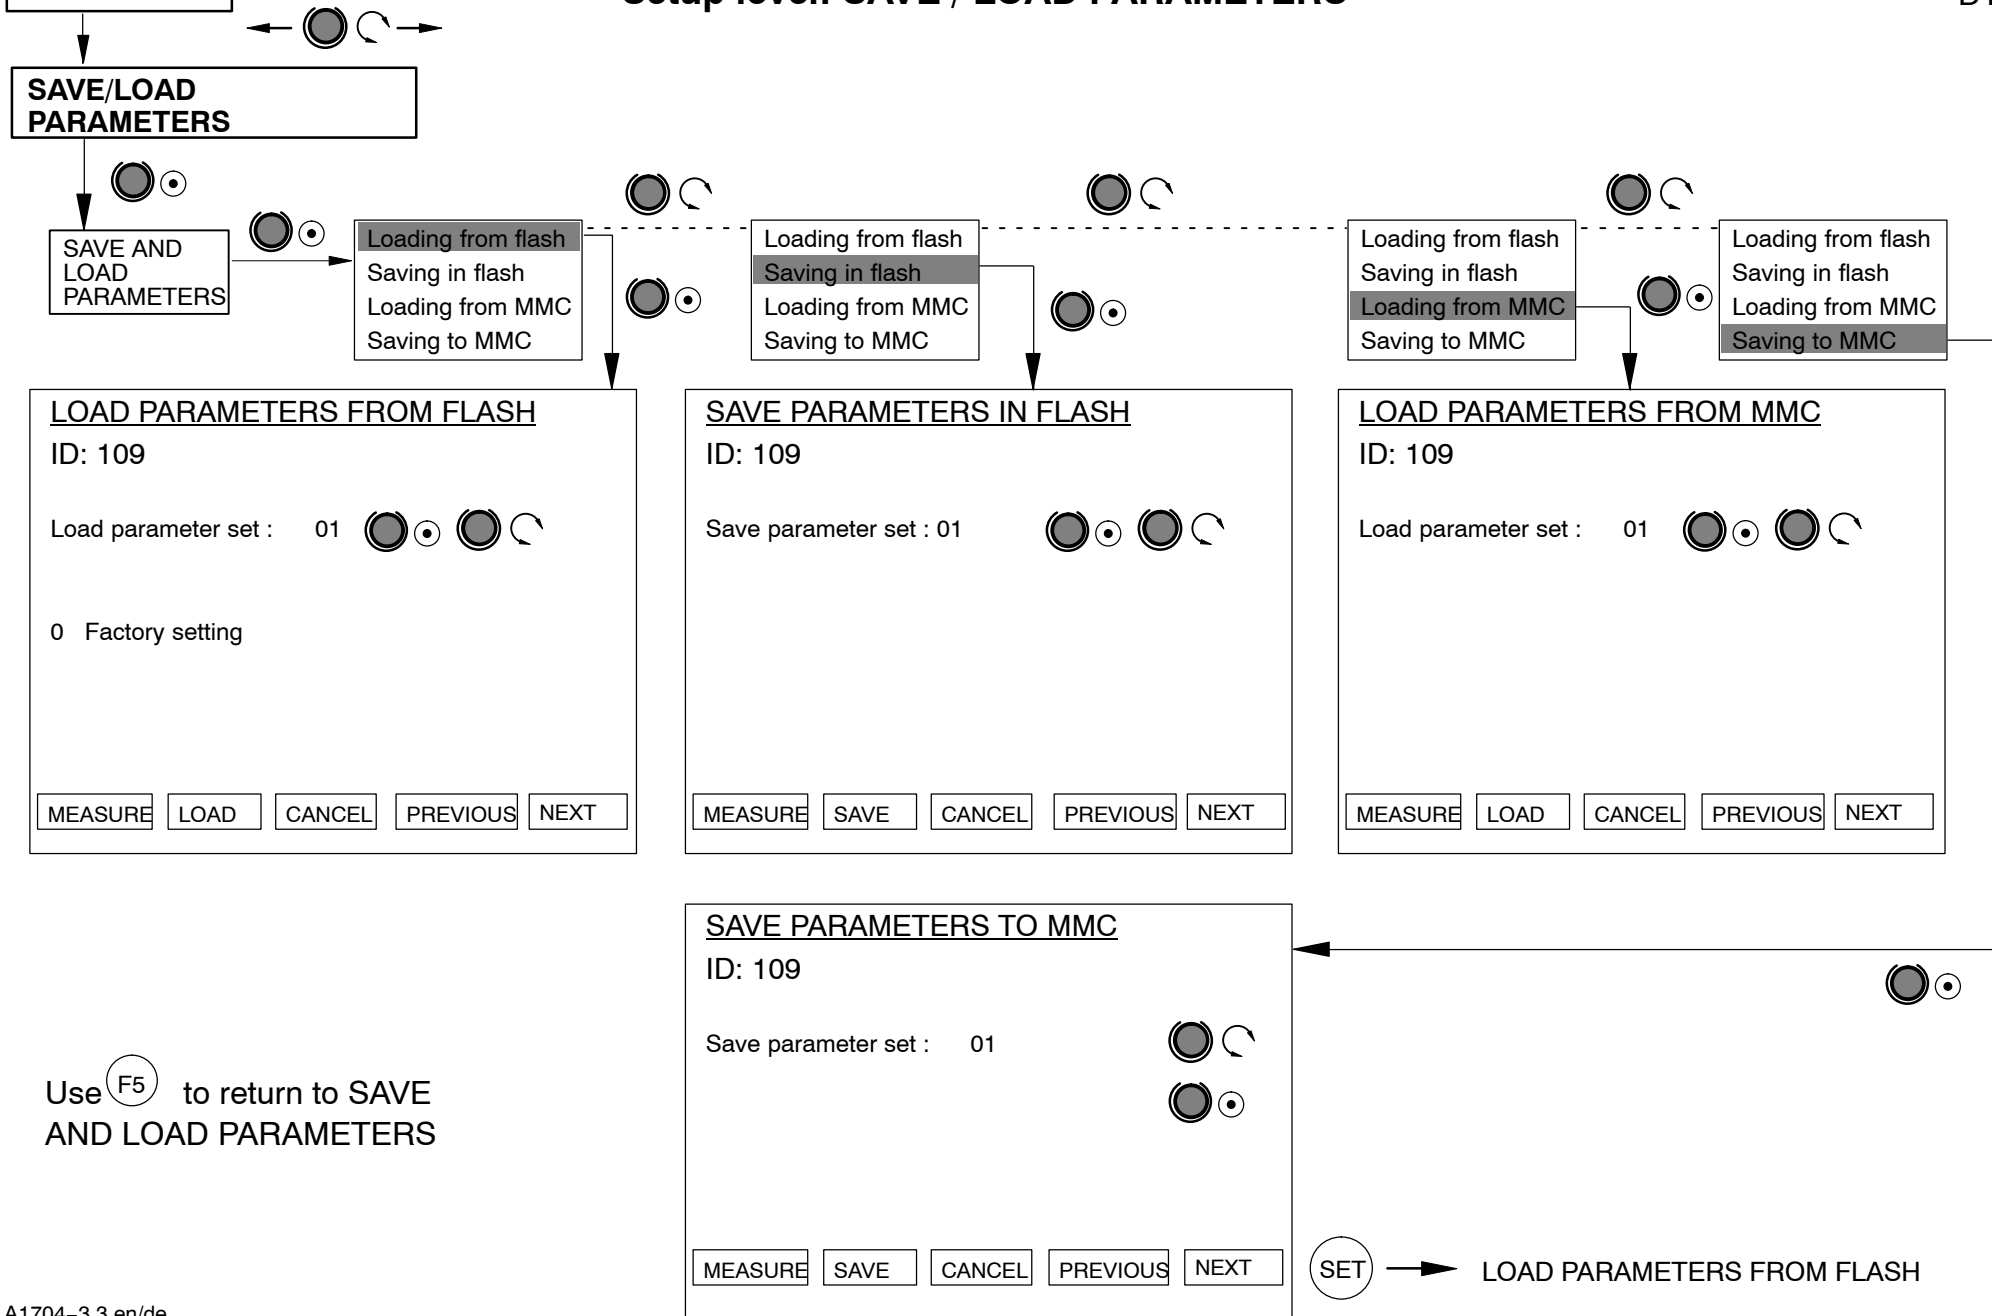 Setup level: SAVE / LOAD PARAMETERS
SAVE/LOAD
PARAMETERS
SAVE AND
LOAD
PARAMETERS
Loading from flash
Saving in flash
Loading from MMC
Saving to MMC
Loading from flash
Saving in flash
Loading from MMC
Saving to MMC
Loading from flash
Saving in flash
Loading from MMC
Saving to MMC
Loading from flash
Saving in flash
Loading from MMC
Saving to MMC
LOAD PARAMETERS FROM FLASH
ID: 109
Load parameter set : 01
0 Factory setting
MEASURE LOAD CANCEL PREVIOUS NEXT
SAVE PARAMETERS IN FLASH
ID: 109
Save parameter set : 01
MEASURE SAVE CANCEL PREVIOUS NEXT
LOAD PARAMETERS FROM MMC
ID: 109
Load parameter set : 01
MEASURE LOAD CANCEL PREVIOUS NEXT
SAVE PARAMETERS TO MMC
ID: 109
Save parameter set : 01
MEASURE SAVE CANCEL PREVIOUS NEXT
Use F5 to return to SAVE
AND LOAD PARAMETERS
SET LOAD PARAMETERS FROM FLASH
A1704−3.3 en/de